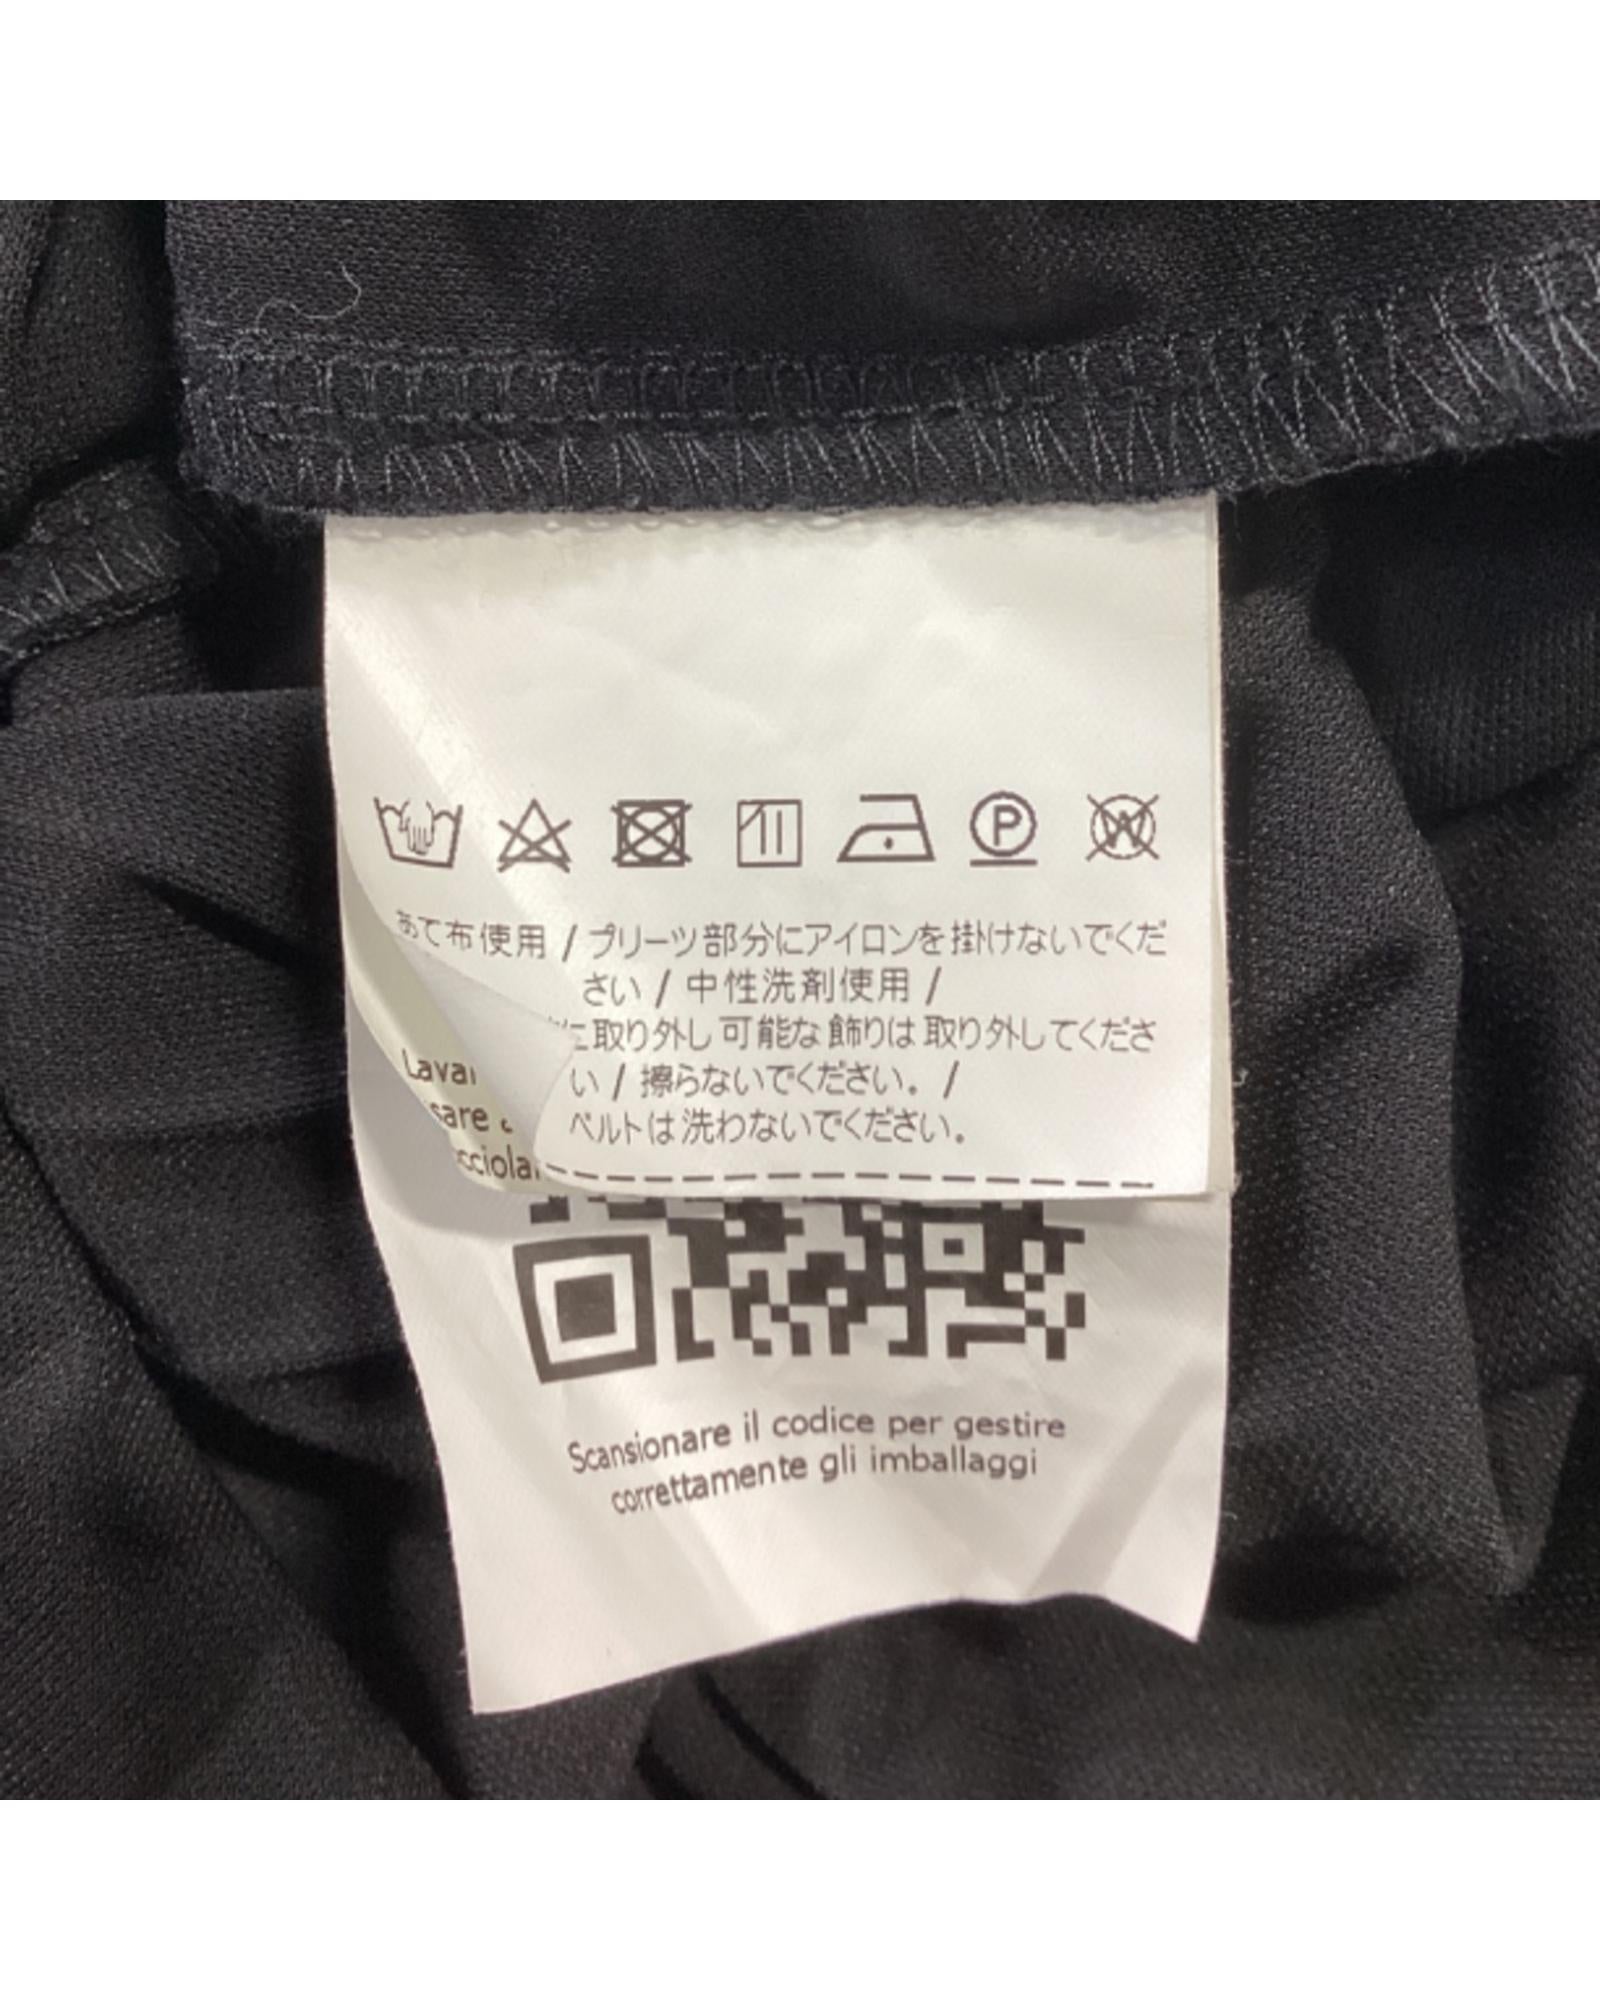 あて布使用 / プリーツ部分にアイロンを掛けないでくだ
さい / 中性洗剤使用 /
に取り外し可能な飾りは取り外してくださ
い / 擦らないでください。 /
ベルトは洗わないでください。
Scansionare il codice per gestire
correttamente gli imballaggi